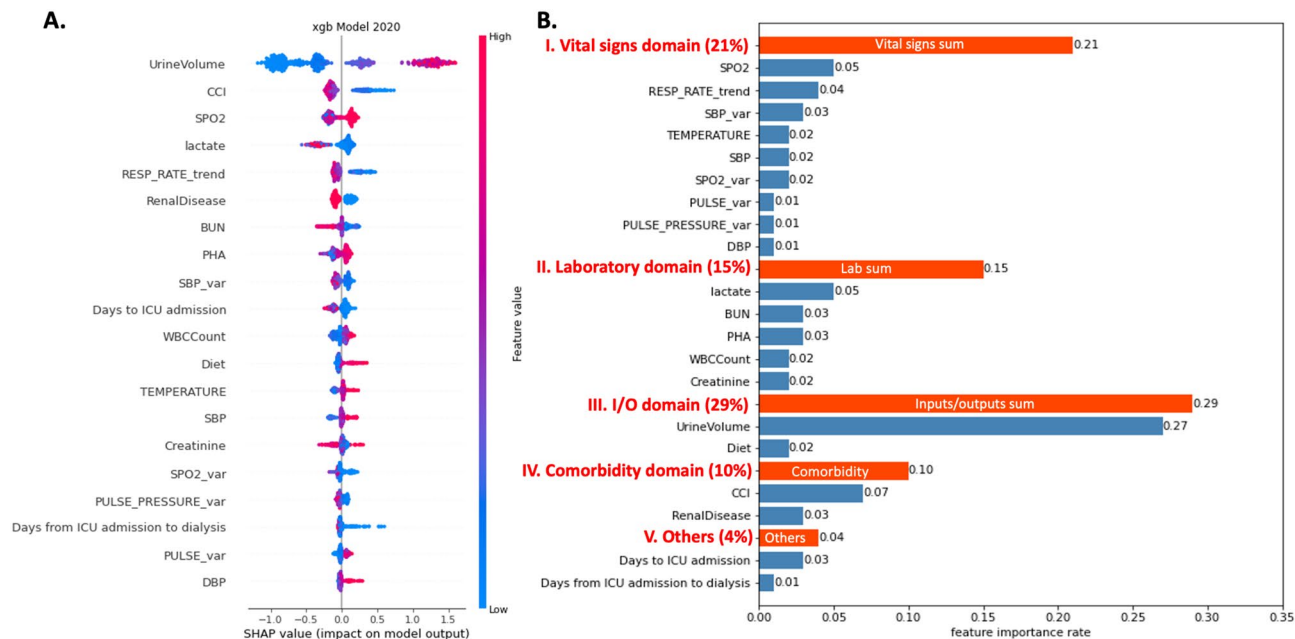 A.
xgb Model 2020
High
UrineVolume
CCI
SPO2
lactate
RESP_RATE_trend
RenalDisease
BUN
PHA
SBP_var
Days to ICU admission
WBCCount
Diet
TEMPERATURE
SBP
Creatinine
SPO2_var
PULSE_PRESSURE_var
Days from ICU admission to dialysis
PULSE_var
DBP
Feature value
Low
-1.0 -0.5 0.0 0.5 1.0 1.5
SHAP value (impact on model output)
B.
I. Vital signs domain (21%) Vital signs sum 0.21
SPO2 0.05
RESP_RATE_trend 0.04
SBP_var 0.03
TEMPERATURE 0.02
SBP 0.02
SPO2_var 0.02
PULSE_var 0.01
PULSE_PRESSURE_var 0.01
DBP 0.01
II. Laboratory domain (15%) Lab sum 0.15
lactate 0.05
BUN 0.03
PHA 0.03
WBCCount 0.02
Creatinine 0.02
III. I/O domain (29%) Inputs/outputs sum 0.29
UrineVolume 0.27
Diet 0.02
IV. Comorbidity domain (10%) Comorbidity 0.10
CCI 0.07
RenalDisease 0.03
V. Others (4%) Others 0.04
Days to ICU admission 0.03
Days from ICU admission to dialysis 0.01
0.00 0.05 0.10 0.15 0.20 0.25 0.30 0.35
feature importance rate